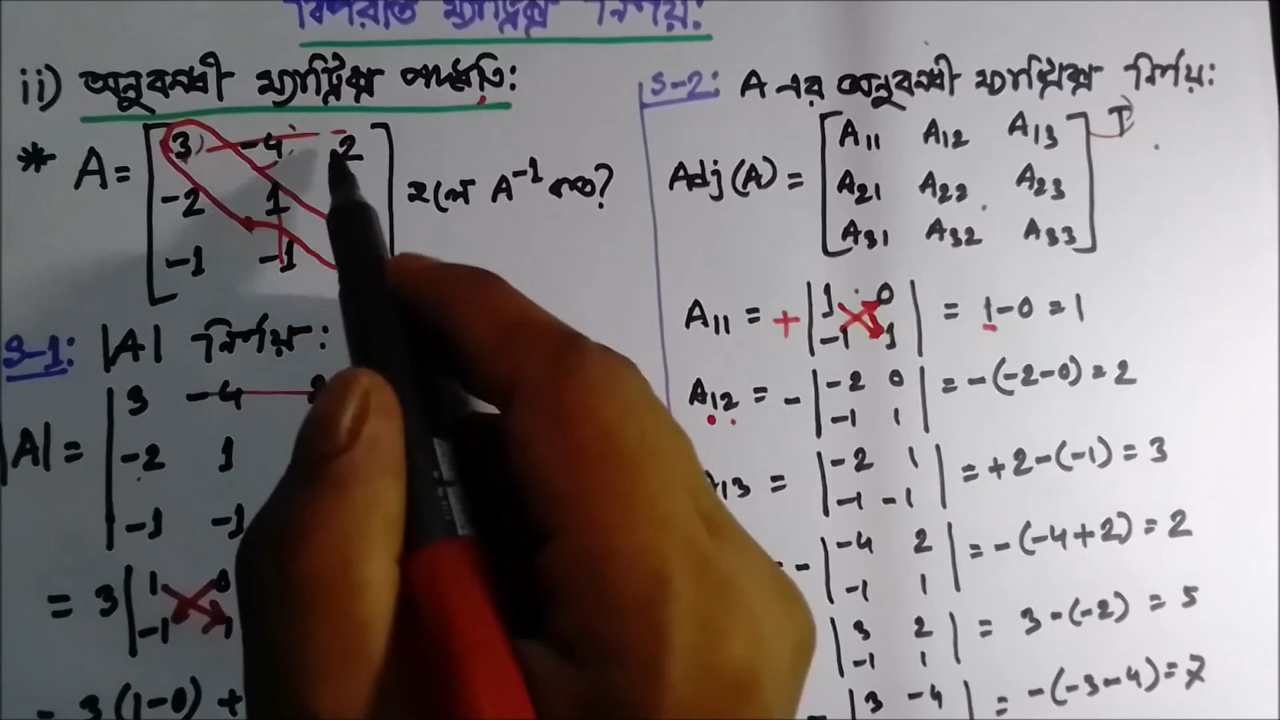 বিপরীত ম্যাট্রিক্স নির্ণয়:
ii) অনুবন্ধী ম্যাট্রিক্স পদ্ধতি:
* A = [3 -4 2
-2 1
-1 -1
হলে A⁻¹ কত?
S-1: |A| নির্ণয়:
|A| = | 3 -4
-2 1
-1 -1
= 3 | 1 0
-1 1
= 3(1-0) +
S-2: A এর অনুবন্ধী ম্যাট্রিক্স নির্ণয়:
Adj(A) = [A₁₁ A₁₂ A₁₃
A₂₁ A₂₂ A₂₃
A₃₁ A₃₂ A₃₃]ᵀ
A₁₁ = + | 1 0
-1 1 | = 1-0 = 1
A₁₂ = - | -2 0
-1 1 | = -(-2-0) = 2
A₁₃ = | -2 1
-1 -1 | = +2-(-1) = 3
= - | -4 2
-1 1 | = -(-4+2) = 2
| 3 2
-1 1 | = 3-(-2) = 5
- | 3 -4 = -(-3-4) = 7